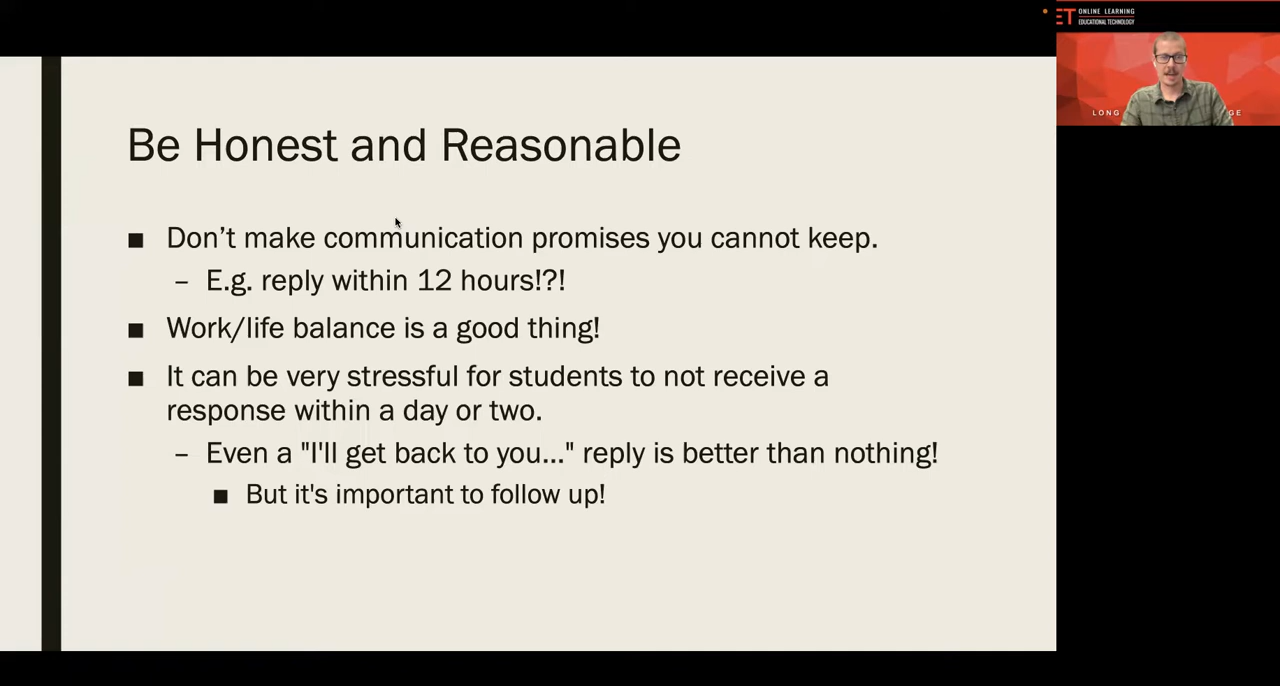 Be Honest and Reasonable
■ Don’t make communication promises you cannot keep.
– E.g. reply within 12 hours!?!
■ Work/life balance is a good thing!
■ It can be very stressful for students to not receive a
response within a day or two.
– Even a "I'll get back to you..." reply is better than nothing!
■ But it's important to follow up!
ET ONLINE LEARNING
EDUCATIONAL TECHNOLOGY
LONG GE